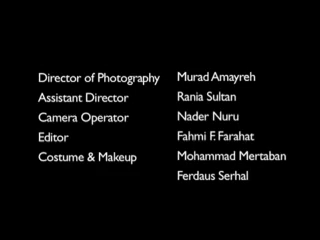 Director of Photography Murad Amayreh
Assistant Director Rania Sultan
Camera Operator Nader Nuru
Editor Fahmi F. Farahat
Costume & Makeup Mohammad Mertaban
Ferdaus Serhal